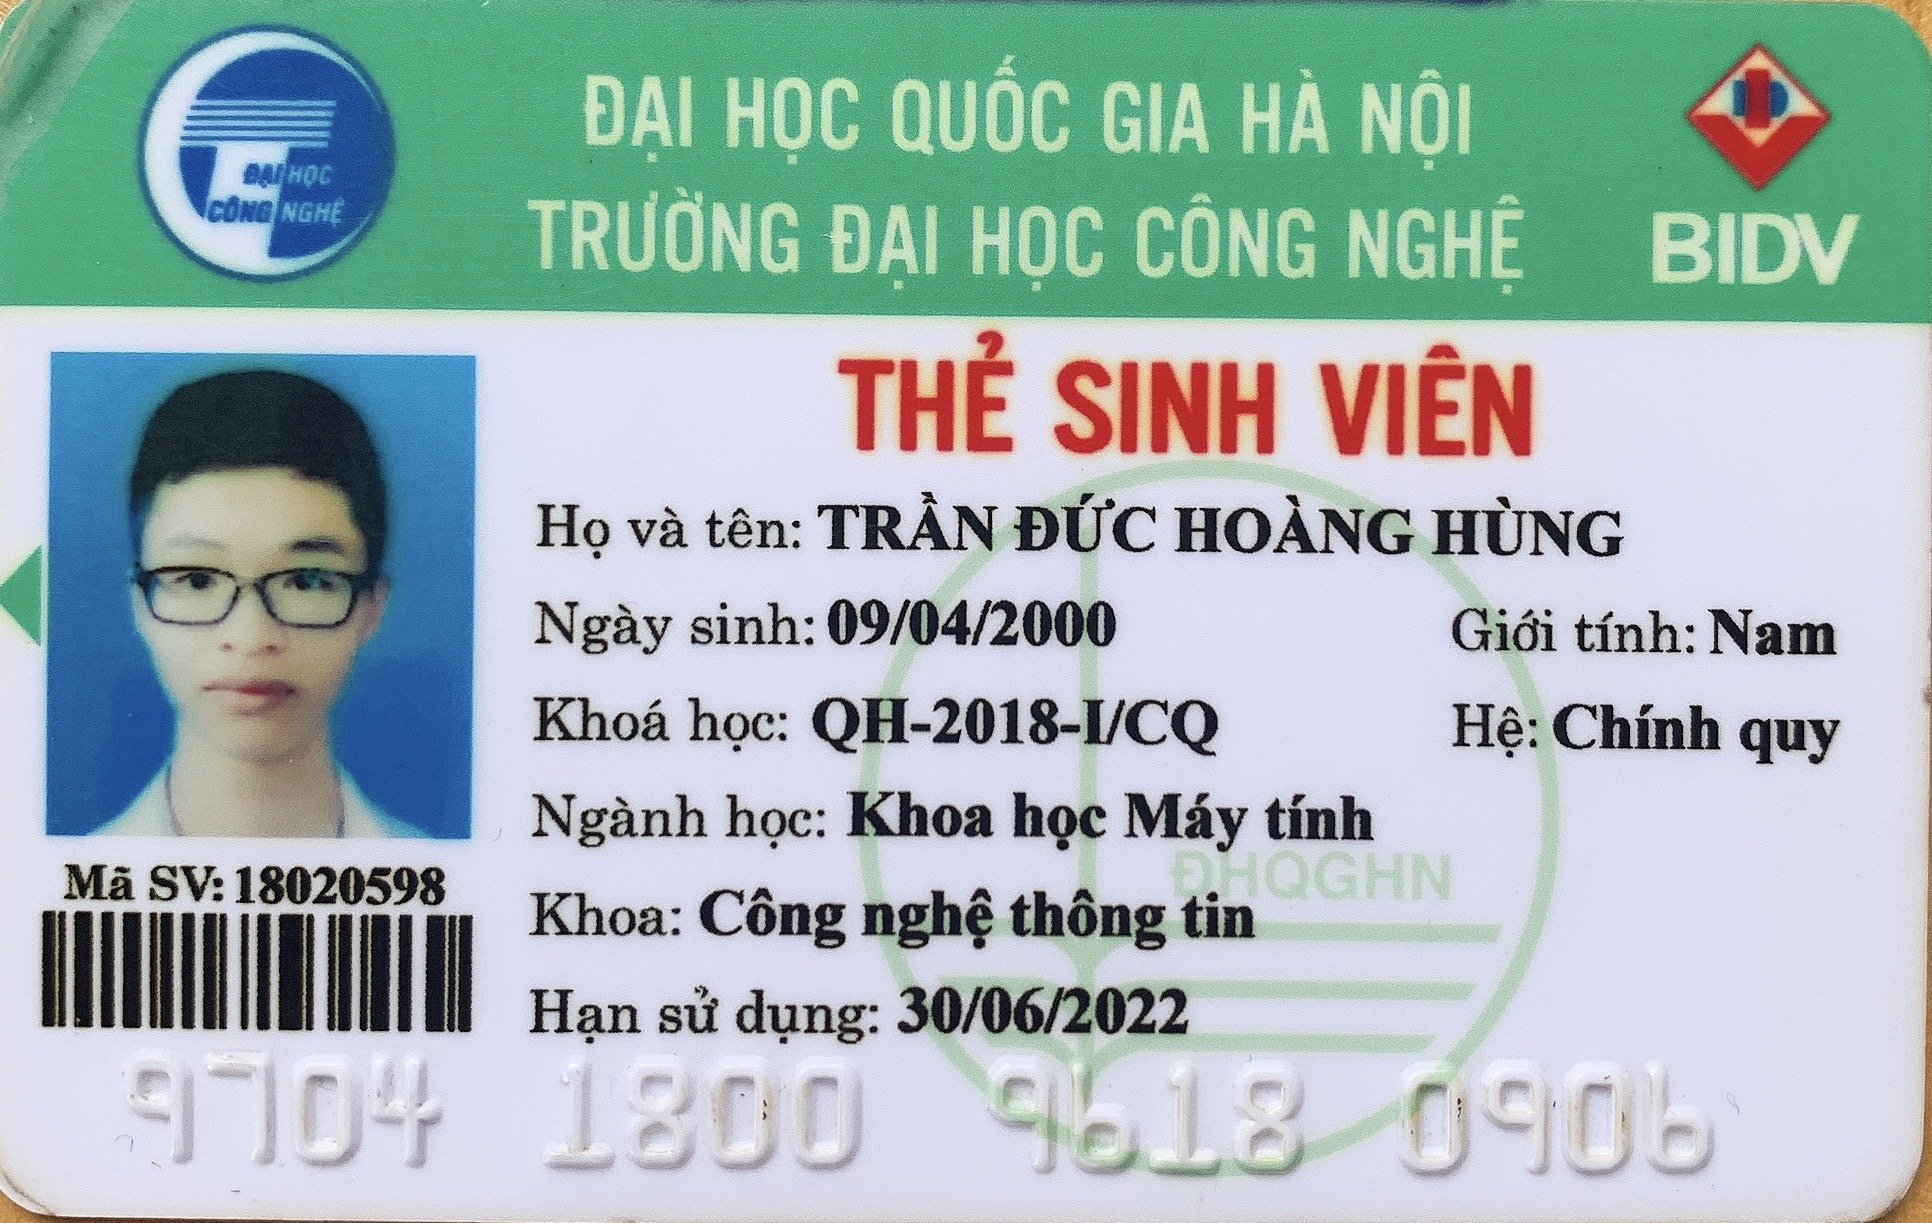 ĐẠI HỌC QUỐC GIA HÀ NỘI
TRƯỜNG ĐẠI HỌC CÔNG NGHỆ
ĐẠI HỌC
CÔNG NGHỆ
BIDV
THẺ SINH VIÊN
Họ và tên: TRẦN ĐỨC HOÀNG HÙNG
Ngày sinh: 09/04/2000 Giới tính: Nam
Khoá học: QH-2018-I/CQ Hệ: Chính quy
Ngành học: Khoa học Máy tính
ĐHQGHN
Mã SV: 18020598
Khoa: Công nghệ thông tin
Hạn sử dụng: 30/06/2022
9704 1800 9618 0906